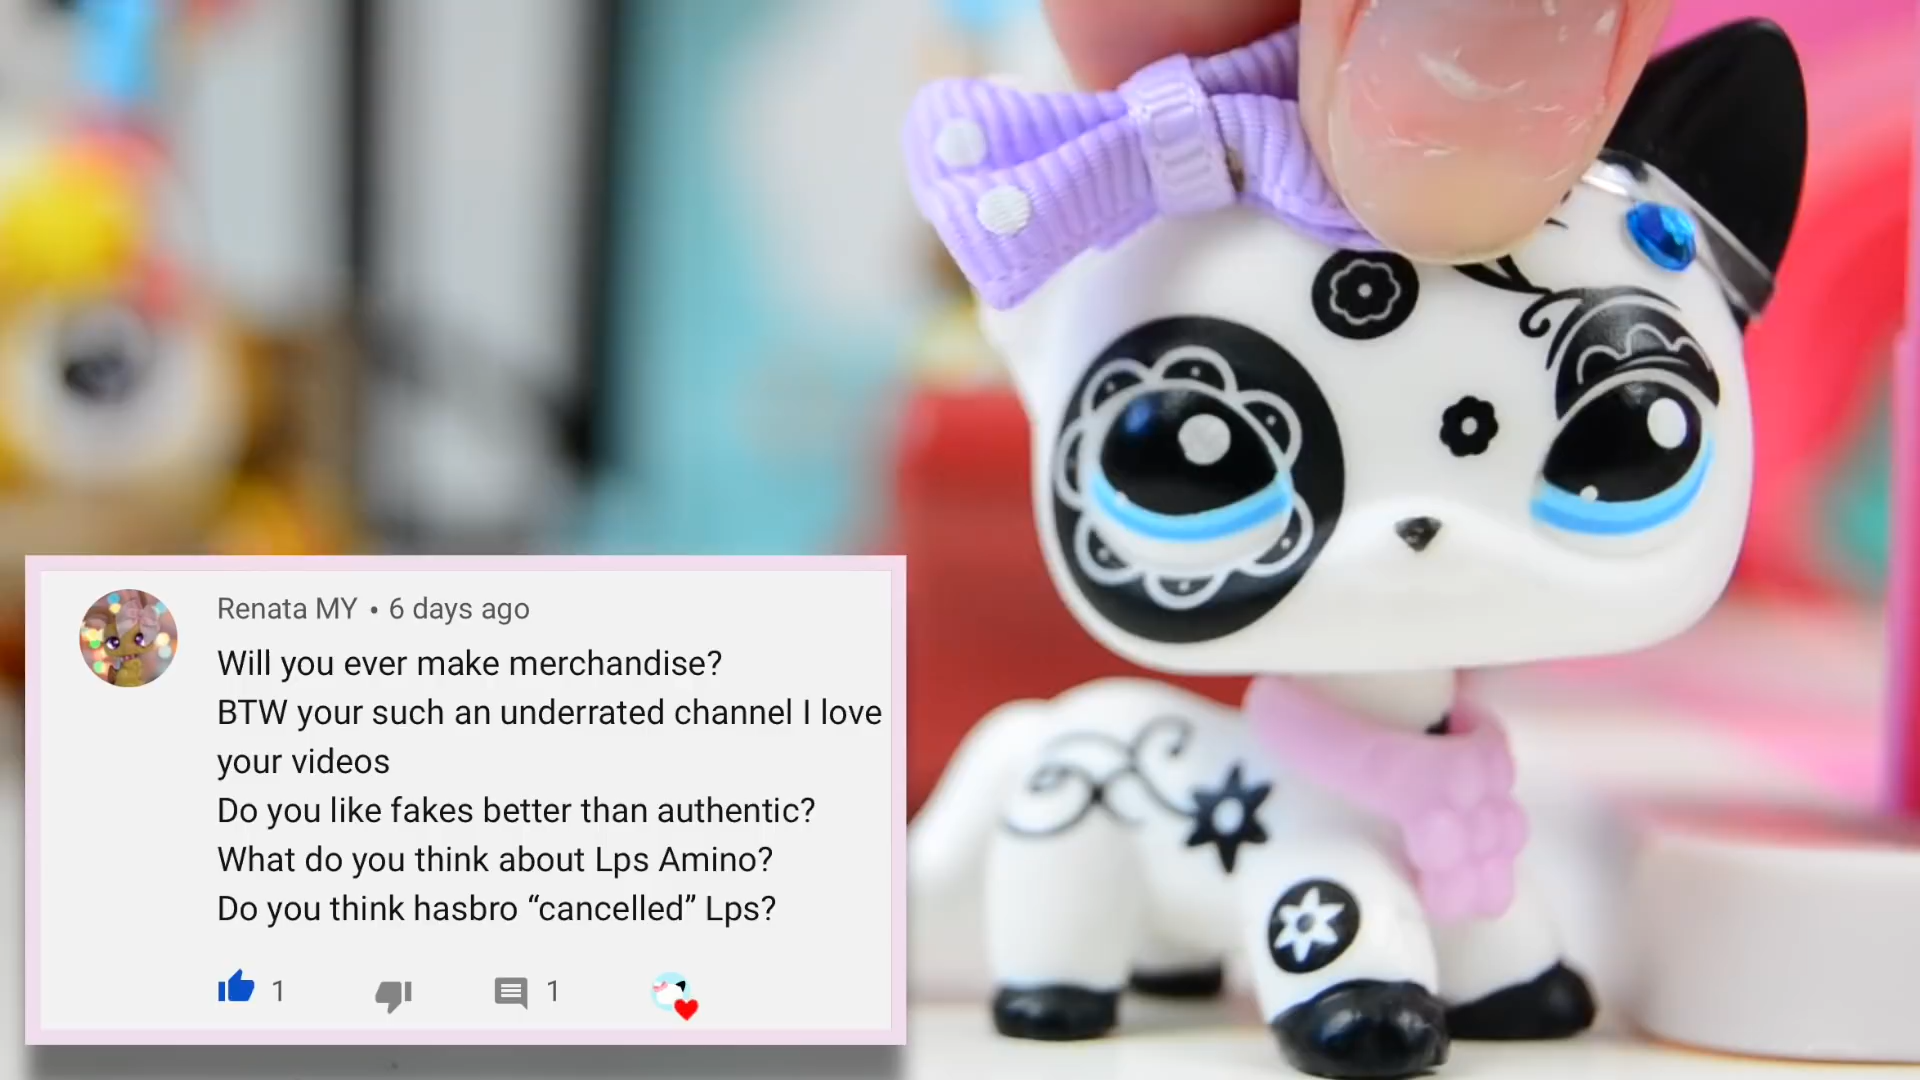 Renata MY • 6 days ago
Will you ever make merchandise?
BTW your such an underrated channel I love
your videos
Do you like fakes better than authentic?
What do you think about Lps Amino?
Do you think hasbro “cancelled” Lps?
1 1